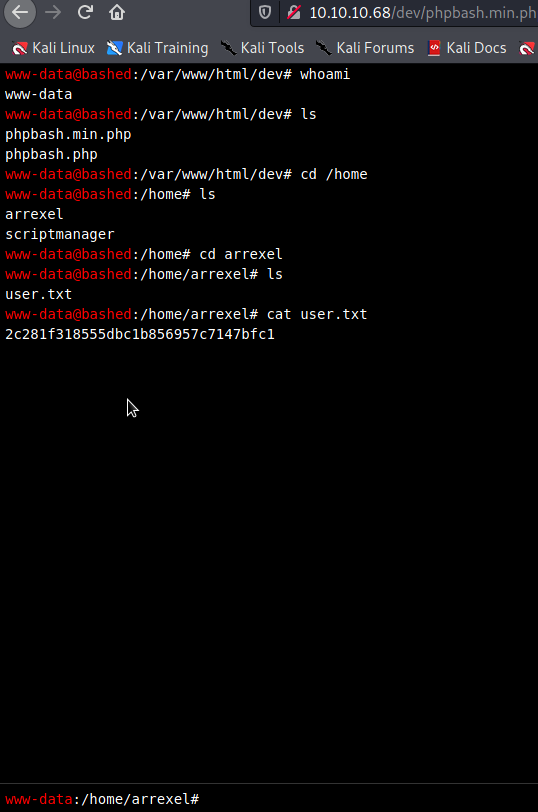 10.10.10.68/dev/phpbash.min.ph
Kali Linux Kali Training Kali Tools Kali Forums Kali Docs
www-data@bashed:/var/www/html/dev# whoami
www-data
www-data@bashed:/var/www/html/dev# ls
phpbash.min.php
phpbash.php
www-data@bashed:/var/www/html/dev# cd /home
www-data@bashed:/home# ls
arrexel
scriptmanager
www-data@bashed:/home# cd arrexel
www-data@bashed:/home/arrexel# ls
user.txt
www-data@bashed:/home/arrexel# cat user.txt
2c281f318555dbc1b856957c7147bfc1
www-data:/home/arrexel#